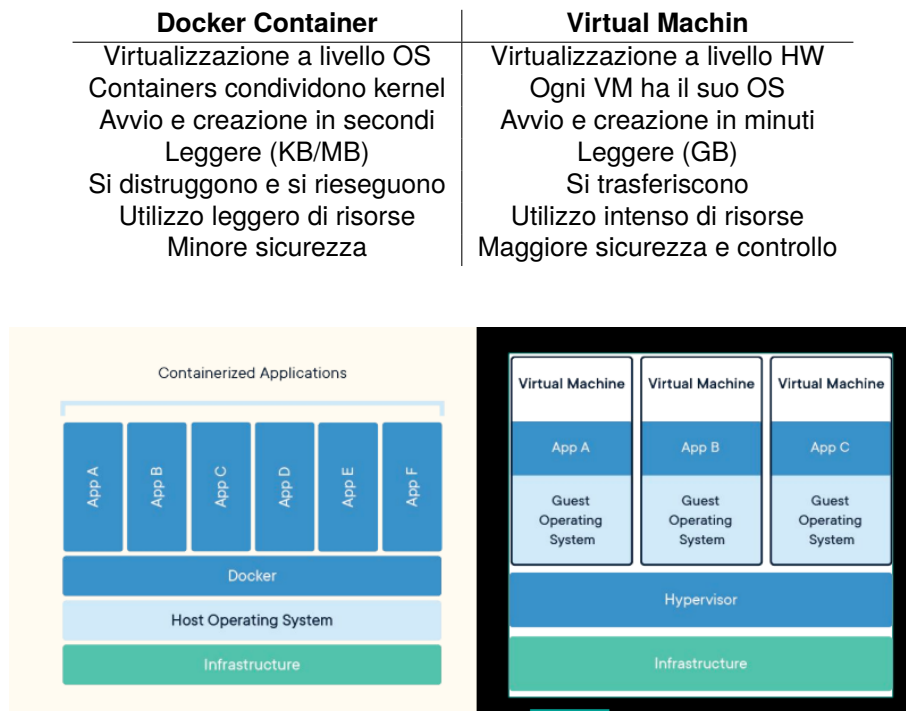 Docker Container Virtual Machin
Virtualizzazione a livello OS Virtualizzazione a livello HW
Containers condividono kernel Ogni VM ha il suo OS
Avvio e creazione in secondi Avvio e creazione in minuti
Leggere (KB/MB) Leggere (GB)
Si distruggono e si rieseguono Si trasferiscono
Utilizzo leggero di risorse Utilizzo intenso di risorse
Minore sicurezza Maggiore sicurezza e controllo
Containerized Applications
App A
App B
App C
App D
App E
App F
Docker
Host Operating System
Infrastructure
Virtual Machine
App A
Guest
Operating
System
Virtual Machine
App B
Guest
Operating
System
Virtual Machine
App C
Guest
Operating
System
Hypervisor
Infrastructure